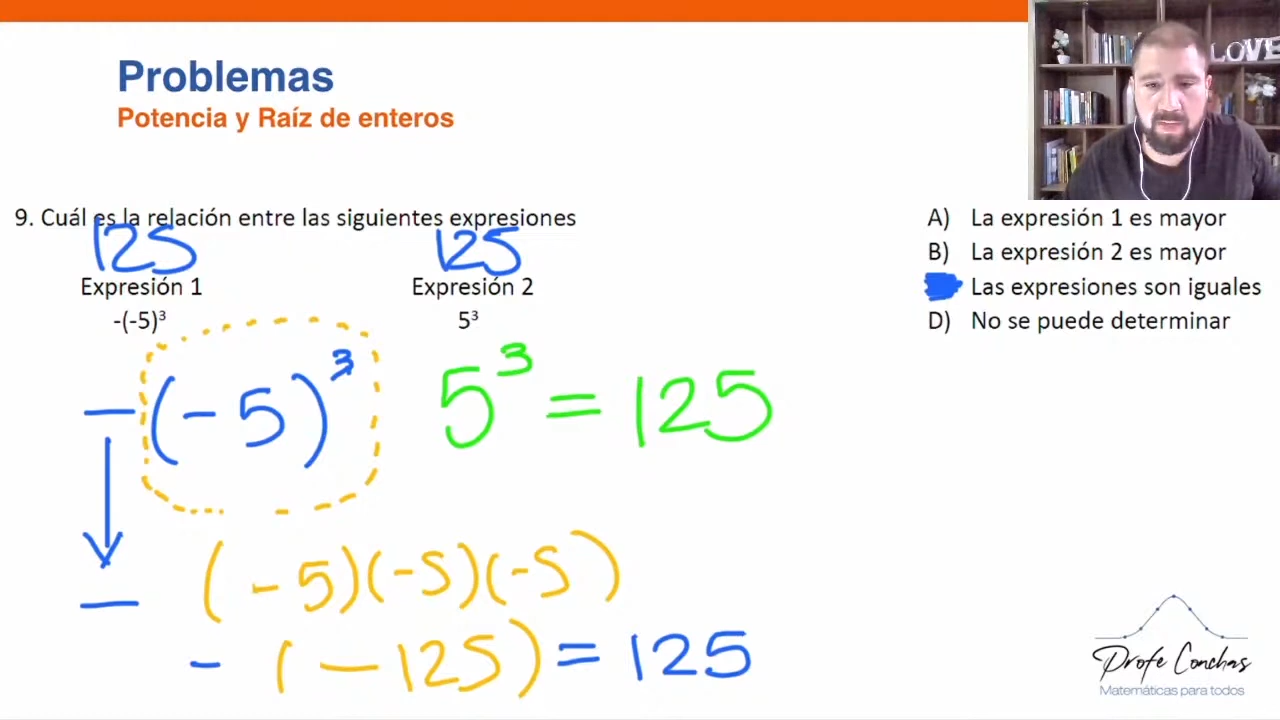 LOVE
Problemas
Potencia y Raíz de enteros
9. Cuál es la relación entre las siguientes expresiones
125
125
Expresión 1
Expresión 2
-(-5)³
5³
A) La expresión 1 es mayor
B) La expresión 2 es mayor
Las expresiones son iguales
D) No se puede determinar
-(-5)³
5³ = 125
- (-5)(-5)(-5)
- (-125) = 125
Profe Conchas
Matemáticas para todos